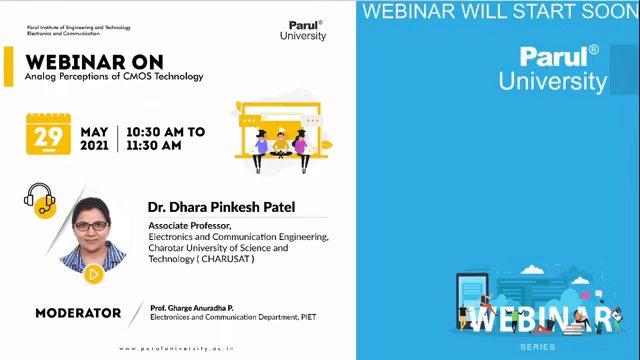 Parul Institute of Engineering and Technology
Electronics and Communication
Parul®
University
WEBINAR ON
Analog Perceptions of CMOS Technology
29
MAY
2021
10:30 AM TO
11:30 AM
Dr. Dhara Pinkesh Patel
Associate Professor,
Electronics and Communication Engineering,
Charotar University of Science and
Technology ( CHARUSAT )
MODERATOR
Prof. Gharge Anuradha P.
Electronics and Communication Department, PIET
www.paruluniversity.ac.in
WEBINAR WILL START SOON
Parul®
University
WEBINAR
SERIES